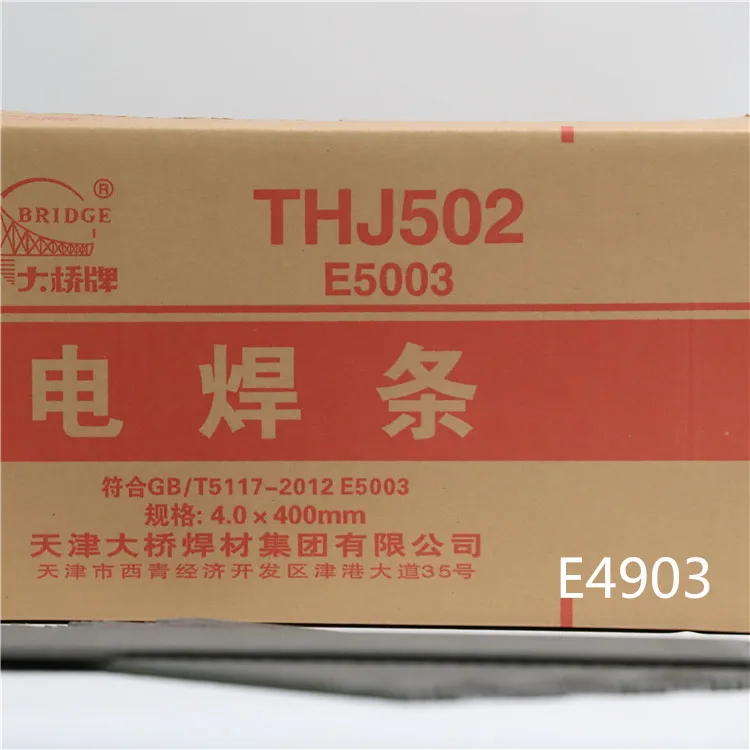 BRIDGE ®
大桥牌
THJ502
E5003
电焊条
符合GB/T5117-2012 E5003
规格: 4.0×400mm
天津大桥焊材集团有限公司
天津市西青经济开发区津港大道35号
E4903